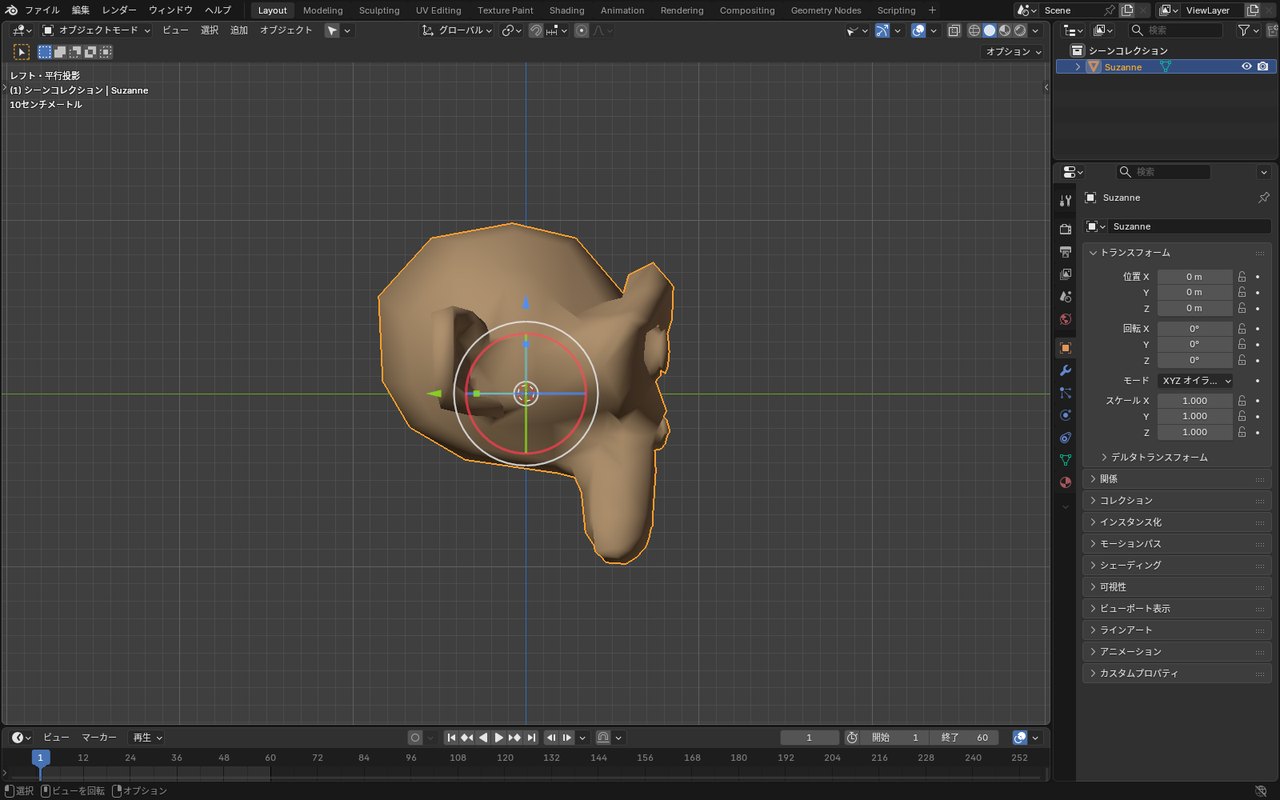 ファイル 編集 レンダー ウィンドウ ヘルプ Layout Modeling Sculpting UV Editing Texture Paint Shading Animation Rendering Compositing Geometry Nodes Scripting + Scene ViewLayer
オブジェクトモード ビュー 選択 追加 オブジェクト グローバル 検索
オプション
シーンコレクション
Suzanne
レフト・平行投影
(1) シーンコレクション | Suzanne
10センチメートル
検索
Suzanne
Suzanne
トランスフォーム
位置 X 0 m
Y 0 m
Z 0 m
回転 X 0°
Y 0°
Z 0°
モード XYZ オイラ...
スケール X 1.000
Y 1.000
Z 1.000
デルタトランスフォーム
関係
コレクション
インスタンス化
モーションパス
シェーディング
可視性
ビューポート表示
ラインアート
アニメーション
カスタムプロパティ
ビュー マーカー 再生 1 開始 1 終了 60
1 12 24 36 48 60 72 84 96 108 120 132 144 156 168 180 192 204 216 228 240 252
選択 ビューを回転 オプション